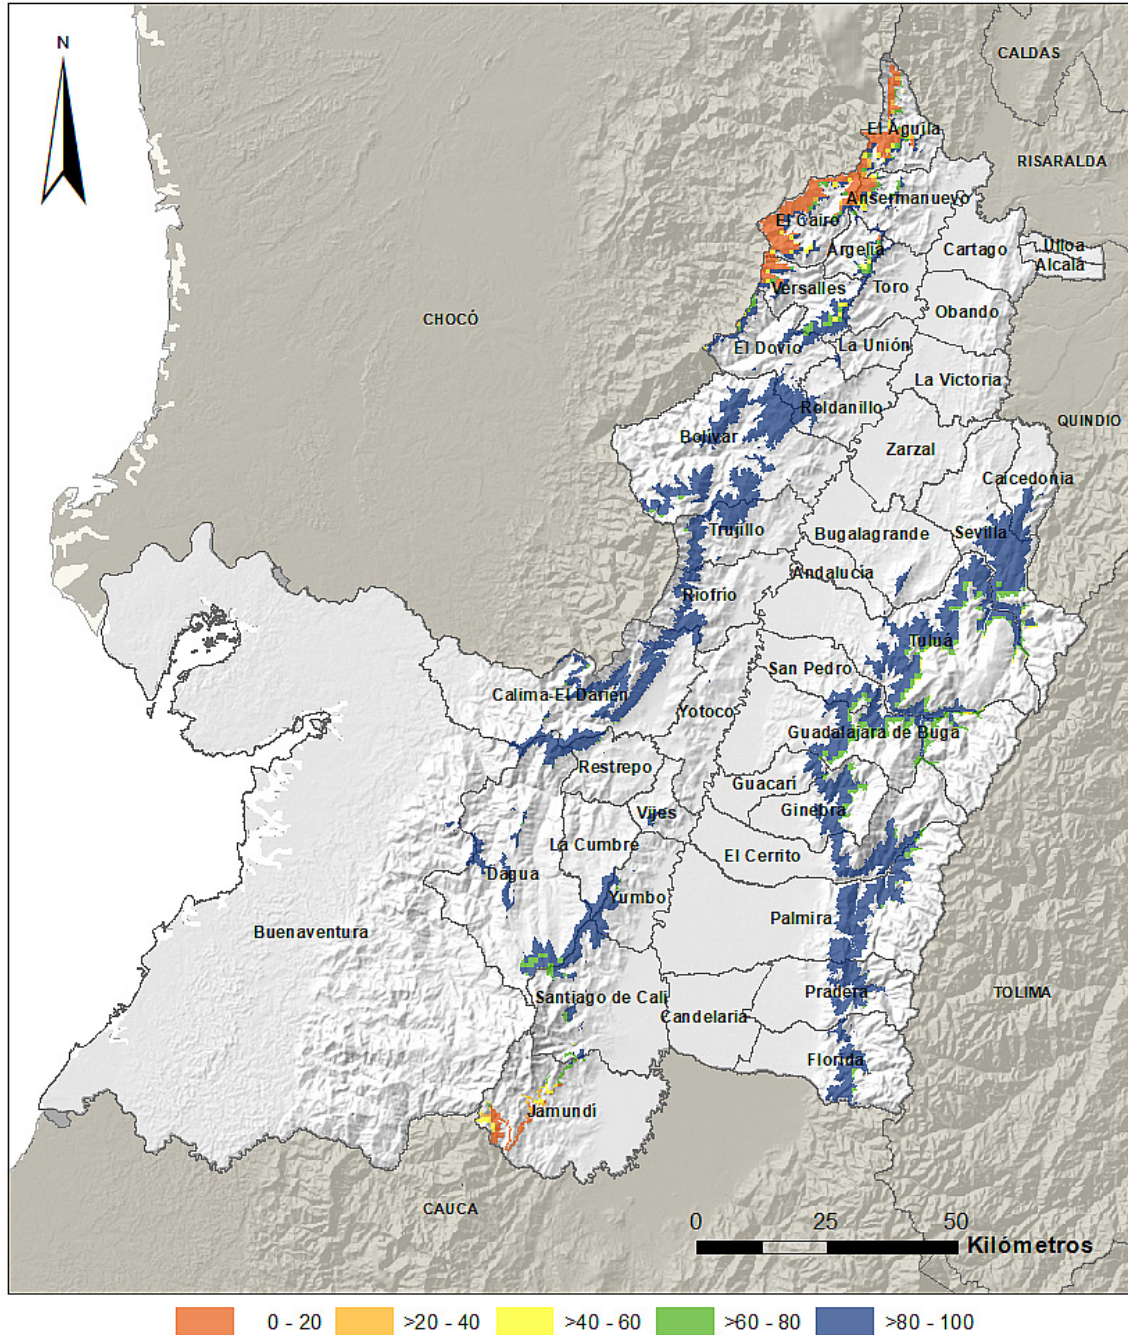 N
CALDAS
El Águila
RISARALDA
Ansermanuevo
El Cairo
Argelia
Cartago
Ulloa
Alcalá
Versalles
Toro
Obando
CHOCÓ
El Dovio
La Unión
La Victoria
Roldanillo
QUINDIO
Bolívar
Zarzal
Caicedonia
Trujillo
Bugalagrande
Sevilla
Andalucía
Riofrío
Tuluá
San Pedro
Calima-El Darién
Yotoco
Guadalajara de Buga
Restrepo
Guacarí
Vijes
Ginebra
La Cumbre
El Cerrito
Dagua
Yumbo
Palmira
Buenaventura
Santiago de Cali
Pradera
TOLIMA
Candelaria
Florida
Jamundí
CAUCA
0 25 50
Kilómetros
0 - 20 >20 - 40 >40 - 60 >60 - 80 >80 - 100